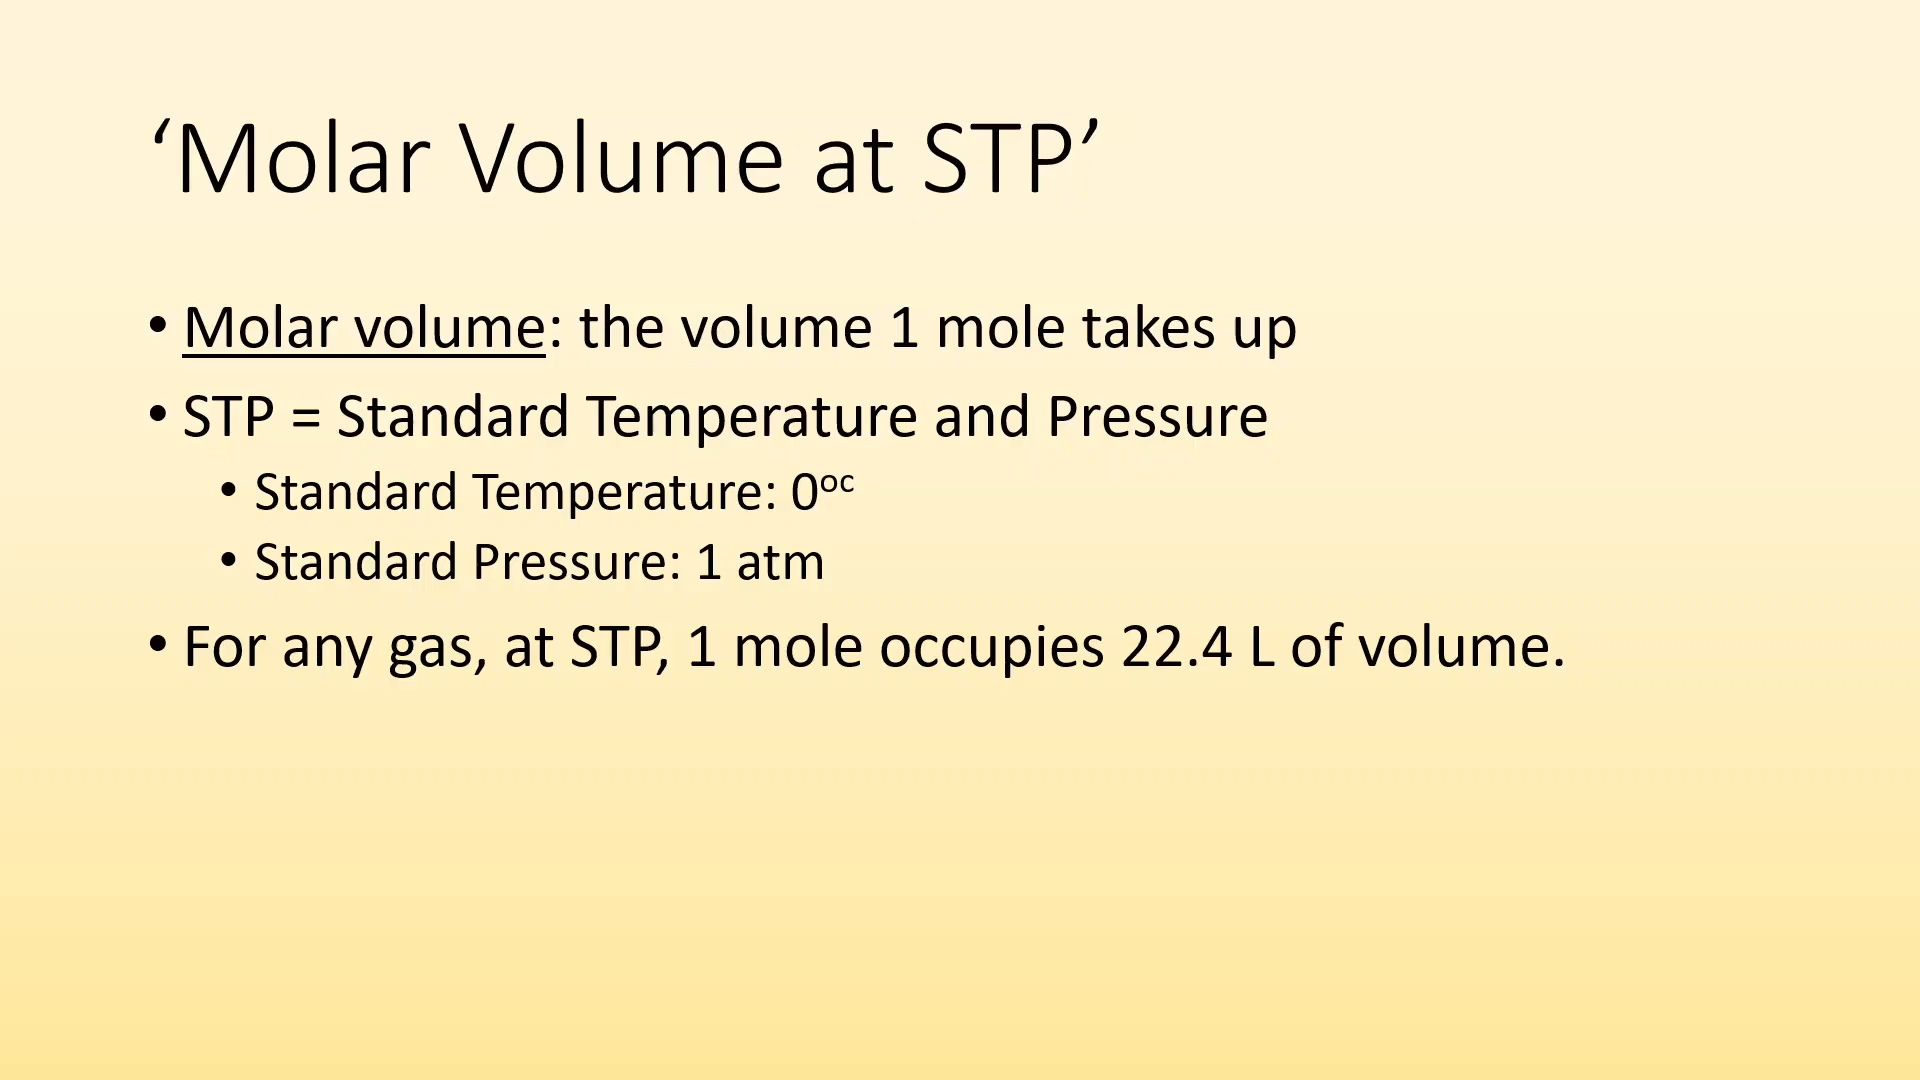 ‘Molar Volume at STP’
• Molar volume: the volume 1 mole takes up
• STP = Standard Temperature and Pressure
• Standard Temperature: 0ᵒᶜ
• Standard Pressure: 1 atm
• For any gas, at STP, 1 mole occupies 22.4 L of volume.